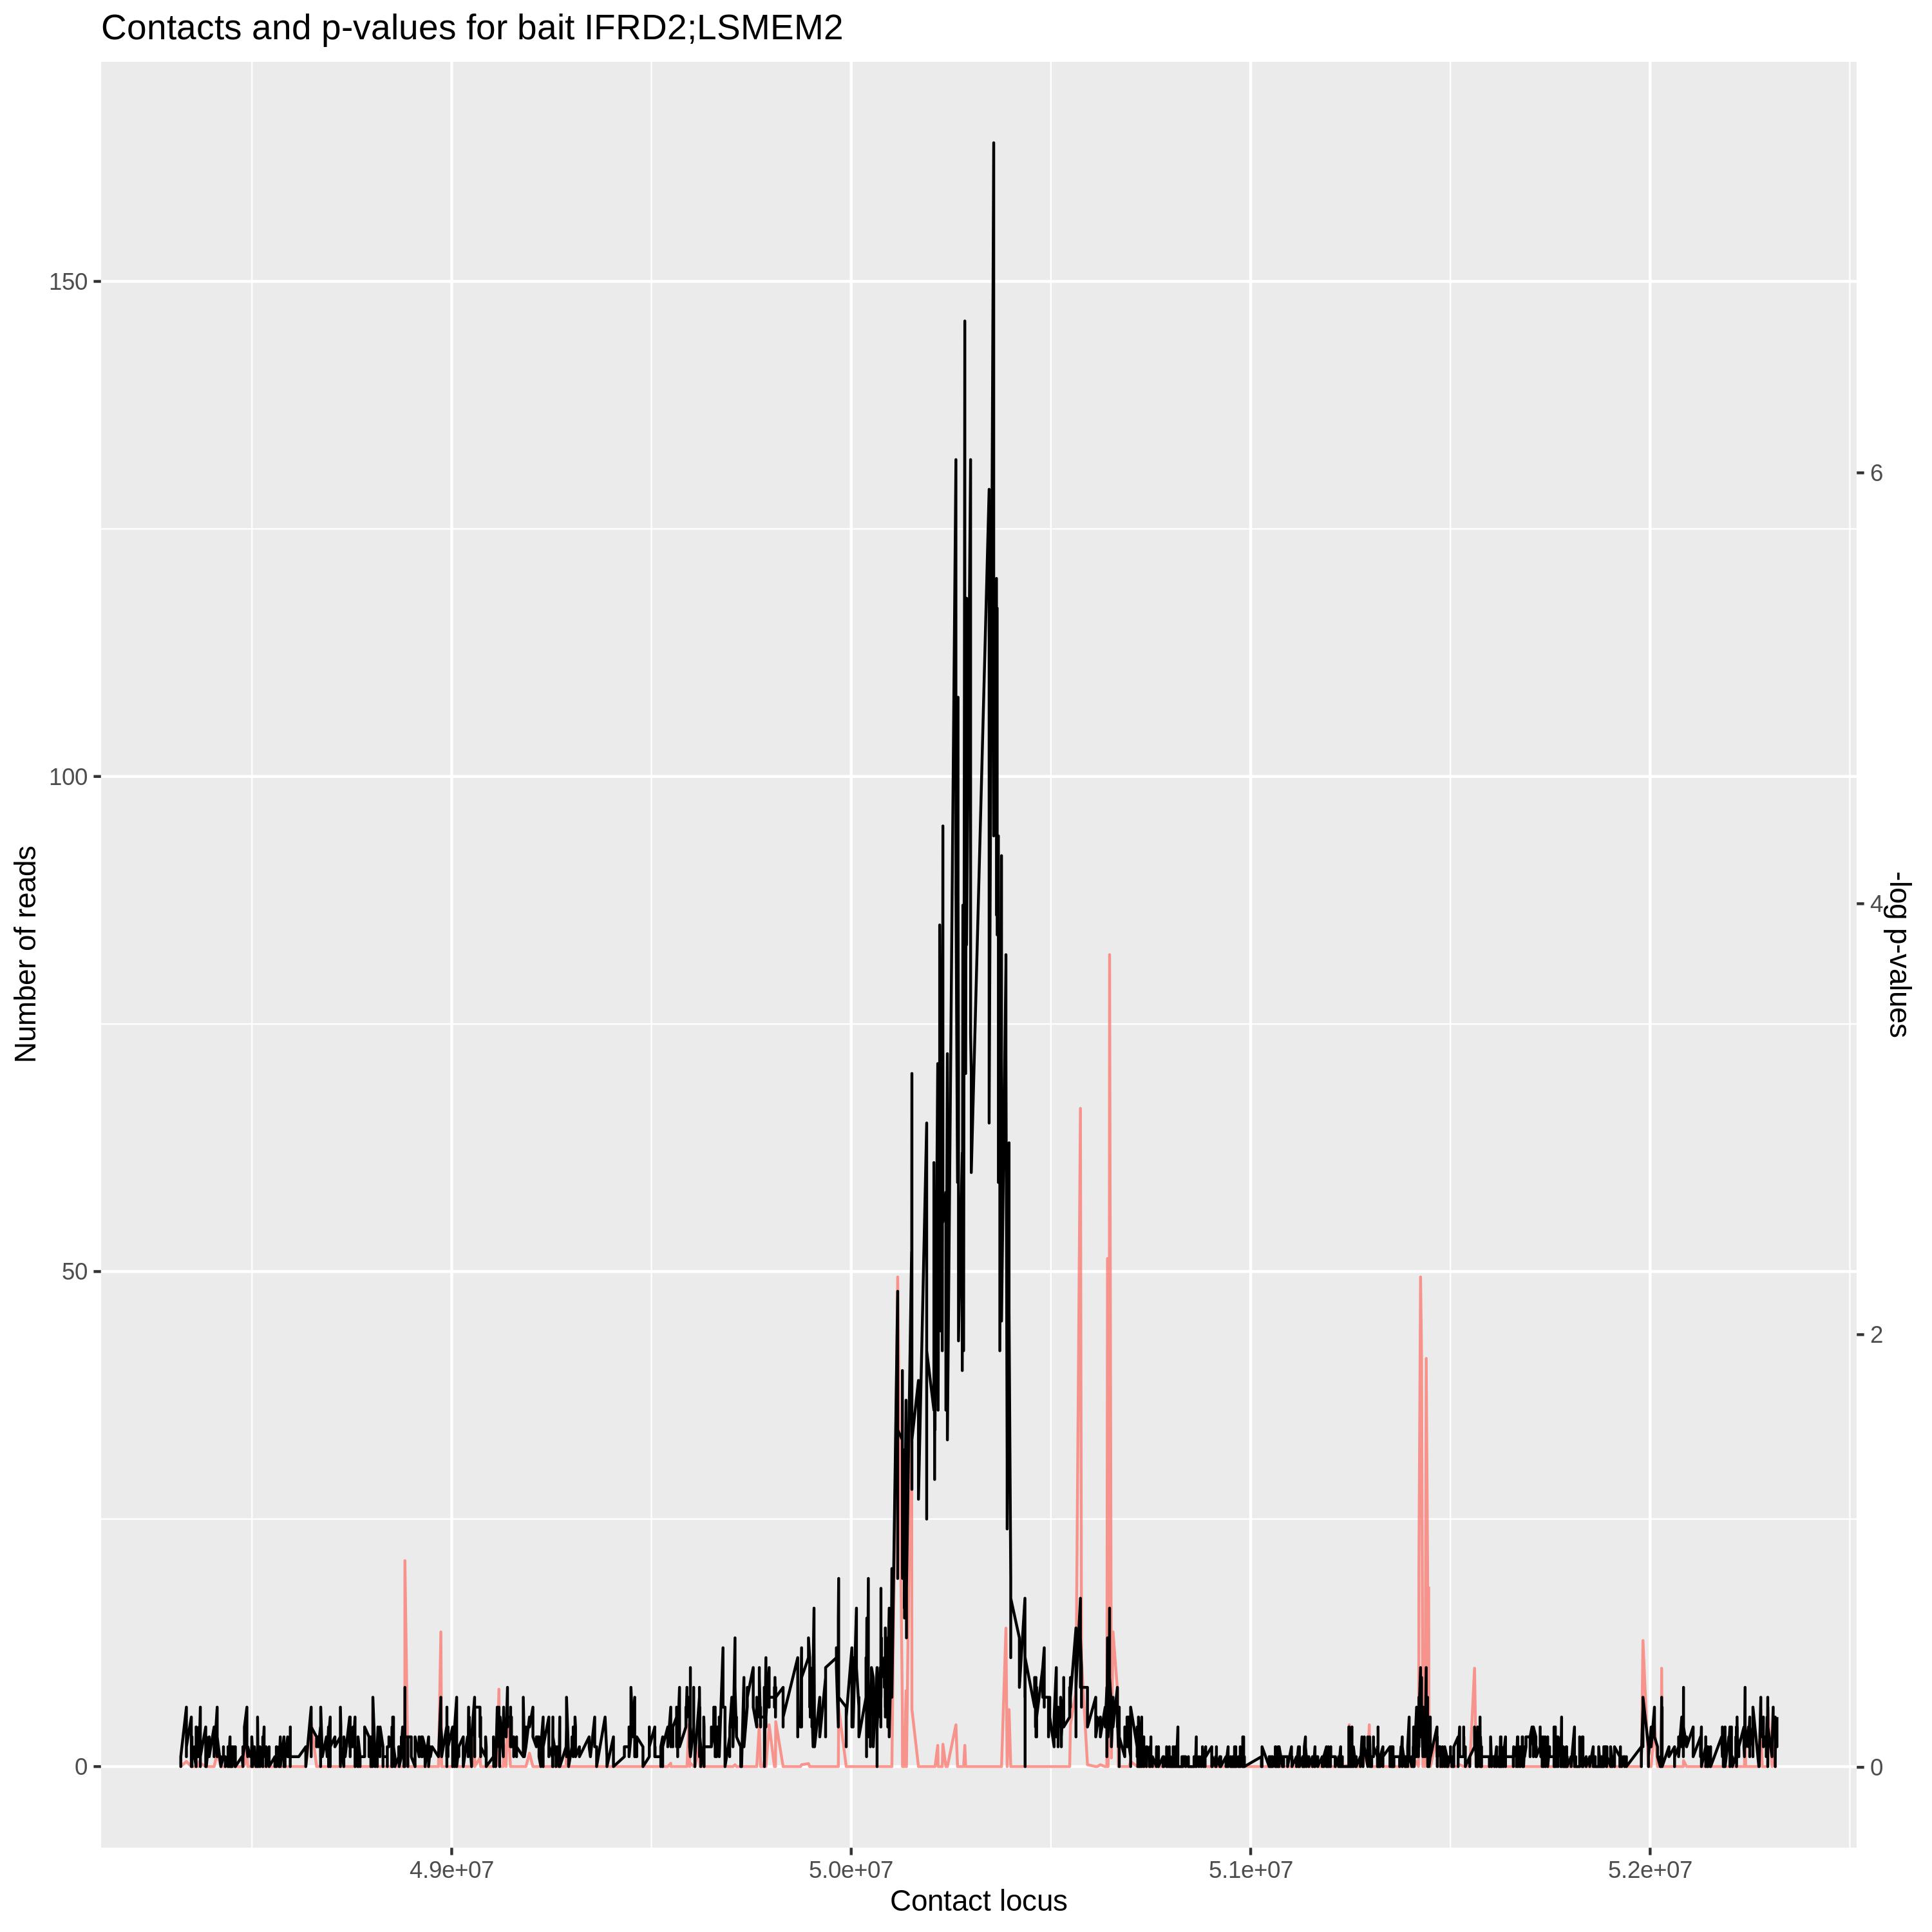 Contacts and p-values for bait IFRD2;LSMEM2
150
100
50
0
Number of reads
6
4
2
0
-log p-values
4.9e+07
5.0e+07
5.1e+07
5.2e+07
Contact locus